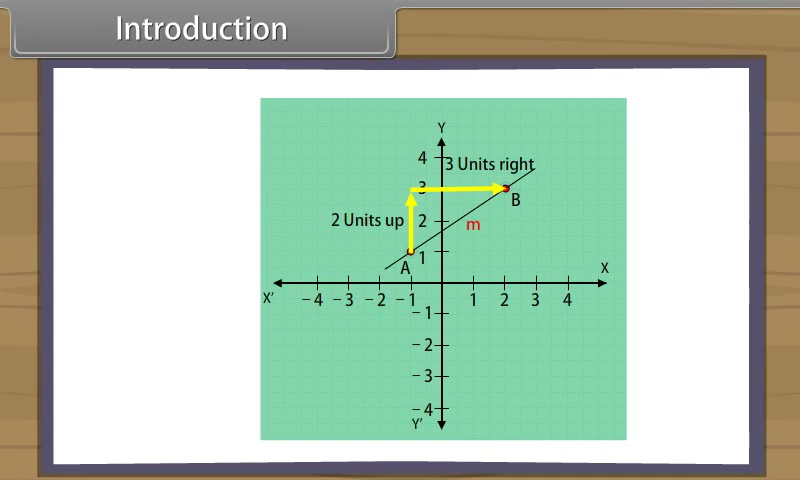 Introduction
Y
4
3 Units right
3
B
2 Units up
2
m
1
A
X
X'
−4 −3 −2 −1 1 2 3 4
−1
−2
−3
−4
Y'